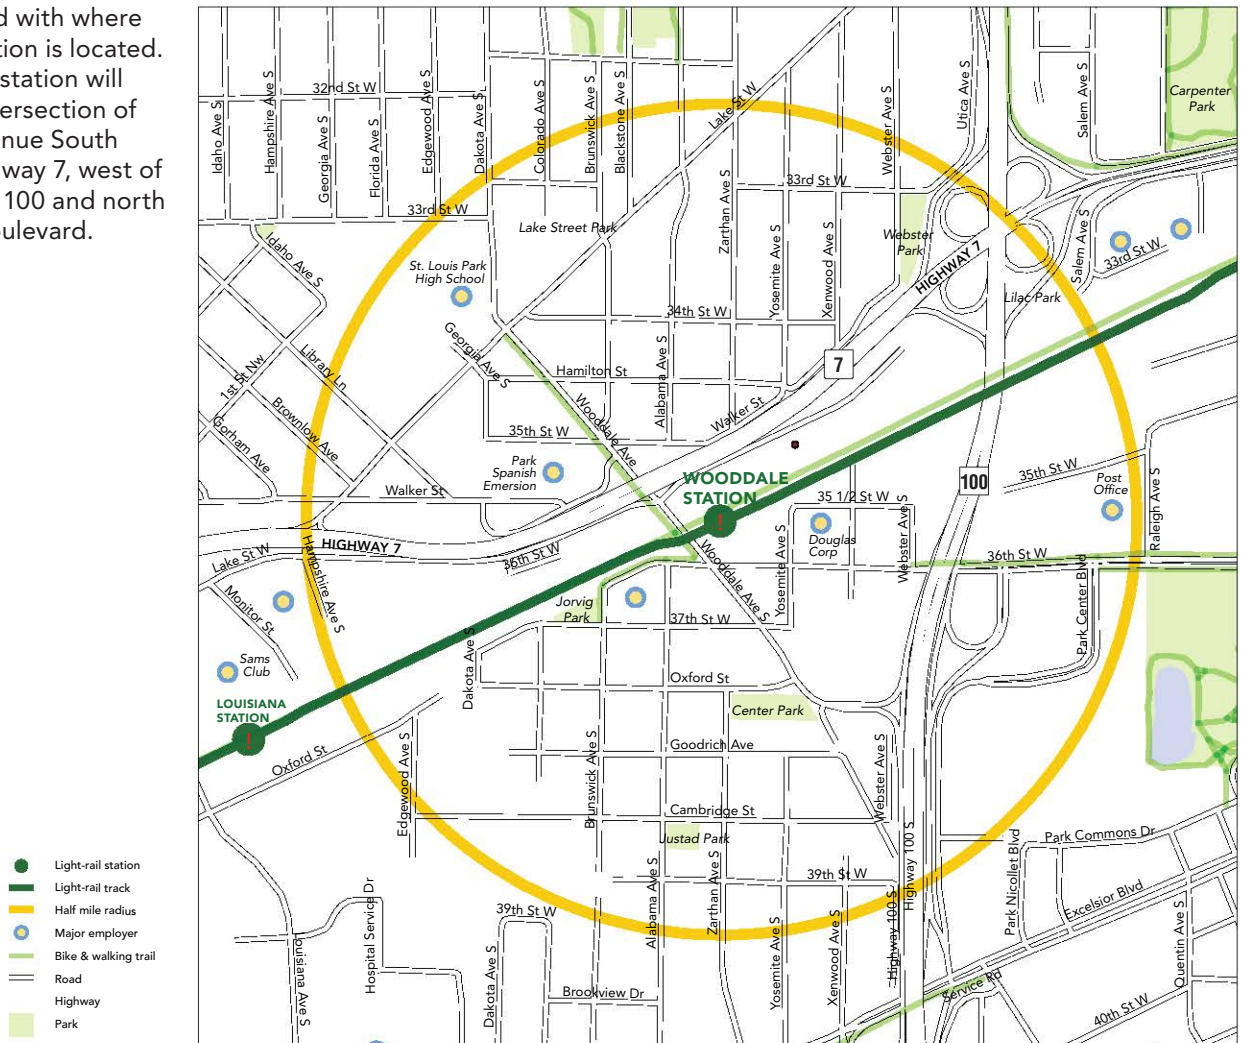 d with where
tion is located.
station will
ersection of
nue South
way 7, west of
100 and north
oulevard.
32nd St W
Idaho Ave S
Hampshire Ave S
Georgia Ave S
Florida Ave S
Edgewood Ave S
Dakota Ave S
Colorado Ave S
Brunswick Ave S
Blackstone Ave S
Lake St W
Webster Ave S
Utica Ave S
Salem Ave S
Carpenter
Park
33rd St W
33rd St W
Lake Street Park
Zarthan Ave S
Yosemite Ave S
Xenwood Ave S
Webster
Park
HIGHWAY 7
Salem Ave S
33rd St W
Lilac Park
Idaho Ave S
St. Louis Park
High School
34th St W
Georgia Ave S
Alabama Ave S
7
Library Ln
1st St Nw
Hamilton St
Brownlow Ave
Wooddale Ave
Walker St
Gorham Ave
35th St W
Park
Spanish
Emersion
WOODDALE
STATION
100
35th St W
Post
Office
Raleigh Ave S
Walker St
35 1/2 St W
Douglas
Corp
Webster Ave S
Yosemite Ave S
HIGHWAY 7
Lake St W
36th St W
36th St W
Hampshire Ave S
Wooddale Ave S
Park Center Blvd
Monitor St
Jorvig
Park
37th St W
Sams
Club
Dakota Ave S
Oxford St
LOUISIANA
STATION
Center Park
Oxford St
Goodrich Ave
Edgewood Ave S
Brunswick Ave S
Webster Ave S
Cambridge St
Justad Park
Highway 100 S
Park Commons Dr
Park Nicollet Blvd
39th St W
Alabama Ave S
Zarthan Ave S
Excelsior Blvd
39th St W
Hospital Service Dr
Louisiana Ave S
Dakota Ave S
Yosemite Ave S
Xenwood Ave S
Highway 100 S
Quentin Ave S
Service Rd
Brookview Dr
40th St W
Light-rail station
Light-rail track
Half mile radius
Major employer
Bike & walking trail
Road
Highway
Park